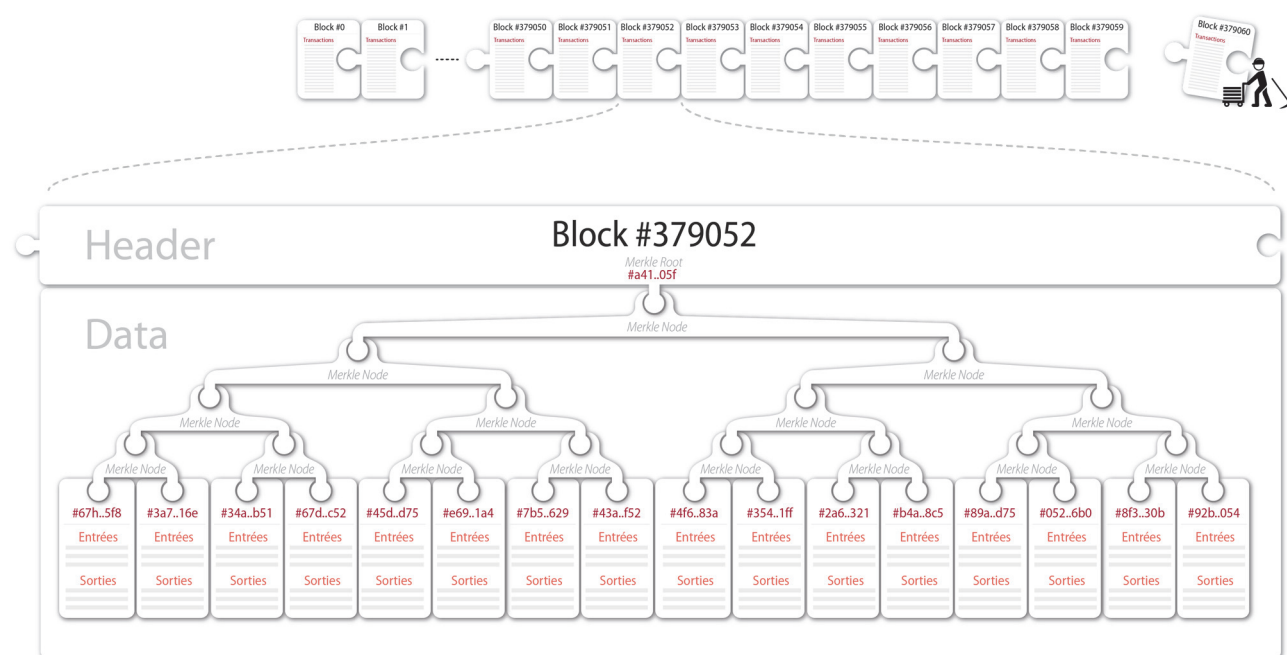 Block #0 Block #1 Block #379050 Block #379051 Block #379052 Block #379053 Block #379054 Block #379055 Block #379056 Block #379057 Block #379058 Block #379059 Block #379060
Transactions Transactions Transactions Transactions Transactions Transactions Transactions Transactions Transactions Transactions Transactions Transactions Transactions
Header
Block #379052
Merkle Root
#a41..05f
Data
Merkle Node
Merkle Node Merkle Node
Merkle Node Merkle Node Merkle Node Merkle Node
Merkle Node Merkle Node Merkle Node Merkle Node Merkle Node Merkle Node Merkle Node Merkle Node
#67h..5f8 #3a7..16e #34a..b51 #67d..c52 #45d..d75 #e69..1a4 #7b5..629 #43a..f52 #4f6..83a #354..1ff #2a6..321 #b4a..8c5 #89a..d75 #052..6b0 #8f3..30b #92b..054
Entrées Entrées Entrées Entrées Entrées Entrées Entrées Entrées Entrées Entrées Entrées Entrées Entrées Entrées Entrées Entrées
Sorties Sorties Sorties Sorties Sorties Sorties Sorties Sorties Sorties Sorties Sorties Sorties Sorties Sorties Sorties Sorties